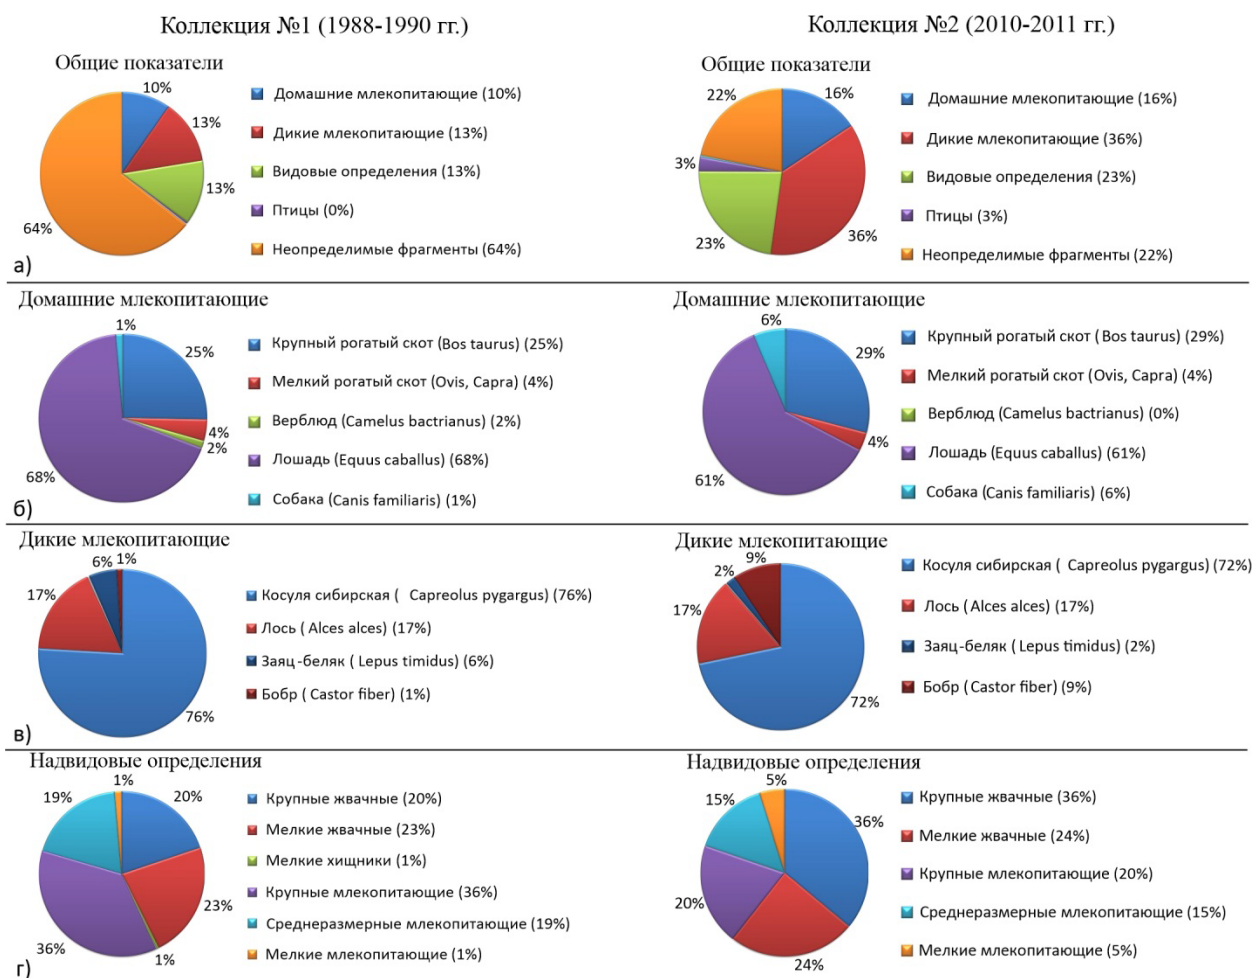 Коллекция №1 (1988-1990 гг.)
Коллекция №2 (2010-2011 гг.)
Общие показатели
10%
13%
13%
64%
Домашние млекопитающие (10%)
Дикие млекопитающие (13%)
Видовые определения (13%)
Птицы (0%)
Неопределимые фрагменты (64%)
а)
Общие показатели
22%
16%
3%
23%
36%
Домашние млекопитающие (16%)
Дикие млекопитающие (36%)
Видовые определения (23%)
Птицы (3%)
Неопределимые фрагменты (22%)
Домашние млекопитающие
1%
25%
4%
2%
68%
Крупный рогатый скот (Bos taurus) (25%)
Мелкий рогатый скот (Ovis, Capra) (4%)
Верблюд (Camelus bactrianus) (2%)
Лошадь (Equus caballus) (68%)
Собака (Canis familiaris) (1%)
б)
Домашние млекопитающие
6%
29%
4%
61%
Крупный рогатый скот ( Bos taurus) (29%)
Мелкий рогатый скот (Ovis, Capra) (4%)
Верблюд (Camelus bactrianus) (0%)
Лошадь (Equus caballus) (61%)
Собака (Canis familiaris) (6%)
Дикие млекопитающие
6%
1%
17%
76%
Косуля сибирская ( Capreolus pygargus) (76%)
Лось ( Alces alces) (17%)
Заяц-беляк ( Lepus timidus) (6%)
Бобр ( Castor fiber) (1%)
в)
Дикие млекопитающие
9%
2%
17%
72%
Косуля сибирская ( Capreolus pygargus) (72%)
Лось ( Alces alces) (17%)
Заяц-беляк ( Lepus timidus) (2%)
Бобр ( Castor fiber) (9%)
Надвидовые определения
1%
19%
20%
23%
36%
1%
Крупные жвачные (20%)
Мелкие жвачные (23%)
Мелкие хищники (1%)
Крупные млекопитающие (36%)
Среднеразмерные млекопитающие (19%)
Мелкие млекопитающие (1%)
г)
Надвидовые определения
5%
15%
36%
20%
24%
Крупные жвачные (36%)
Мелкие жвачные (24%)
Крупные млекопитающие (20%)
Среднеразмерные млекопитающие (15%)
Мелкие млекопитающие (5%)